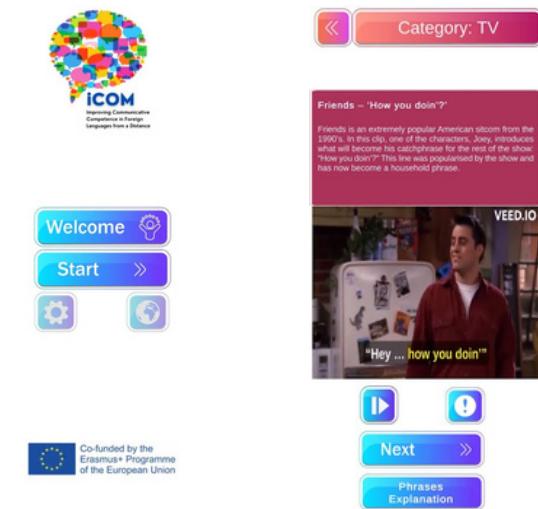 iCOM
Improving Communicative
Competence in Foreign
Languages from a Distance
Welcome
Start
Co-funded by the
Erasmus+ Programme
of the European Union
Category: TV
Friends – 'How you doin'?'
Friends is an extremely popular American sitcom from the
1990's. In this clip, one of the characters, Joey, introduces
what will become his catchphrase for the rest of the show:
"How you doin'?" This line was popularised by the show and
has now become a household phrase.
VEED.IO
"Hey ... how you doin'"
Next
Phrases
Explanation